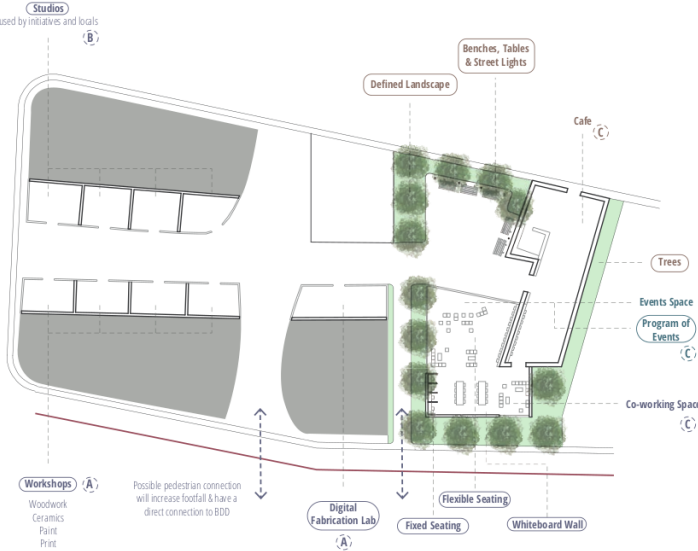 Studios
used by initiatives and locals
B
Benches, Tables
& Street Lights
Defined Landscape
Cafe
C
Trees
Events Space
Program of
Events
C
Co-working Space
C
Workshops
A
Woodwork
Ceramics
Paint
Print
Possible pedestrian connection
will increase footfall & have a
direct connection to BDD
Digital
Fabrication Lab
A
Flexible Seating
Fixed Seating
Whiteboard Wall